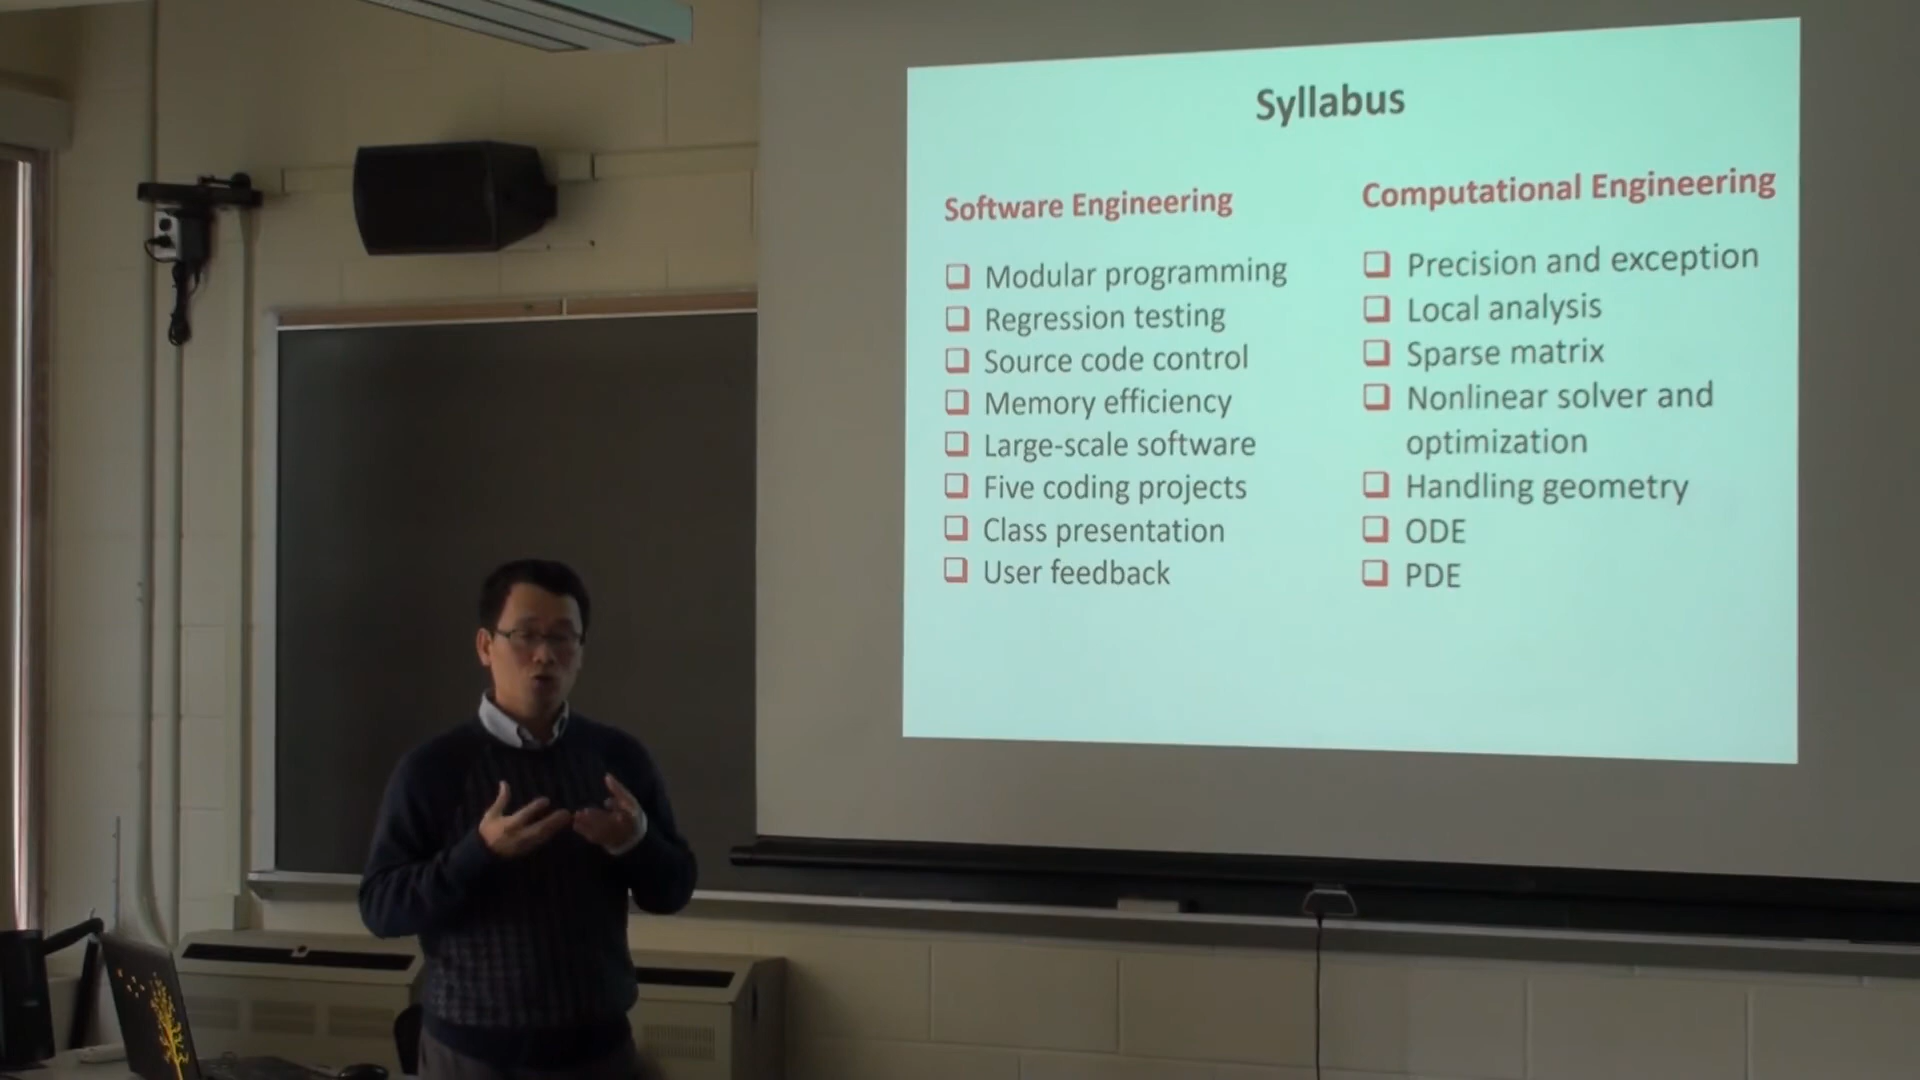 Syllabus
Software Engineering
Modular programming
Regression testing
Source code control
Memory efficiency
Large-scale software
Five coding projects
Class presentation
User feedback
Computational Engineering
Precision and exception
Local analysis
Sparse matrix
Nonlinear solver and
optimization
Handling geometry
ODE
PDE